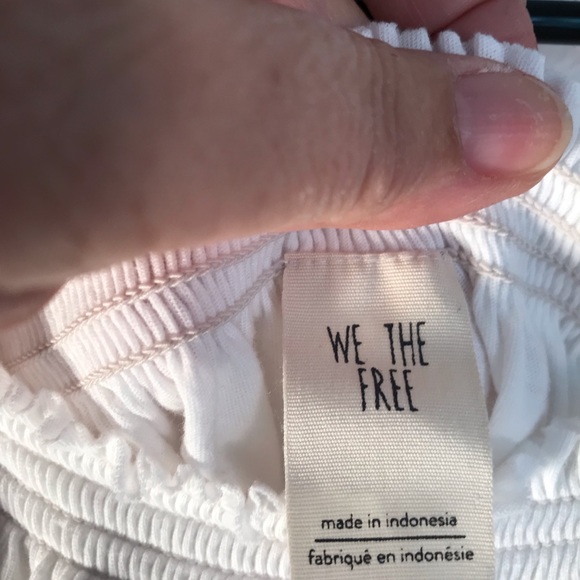 WE THE
FREE
made in indonesia
fabriqué en indonésie